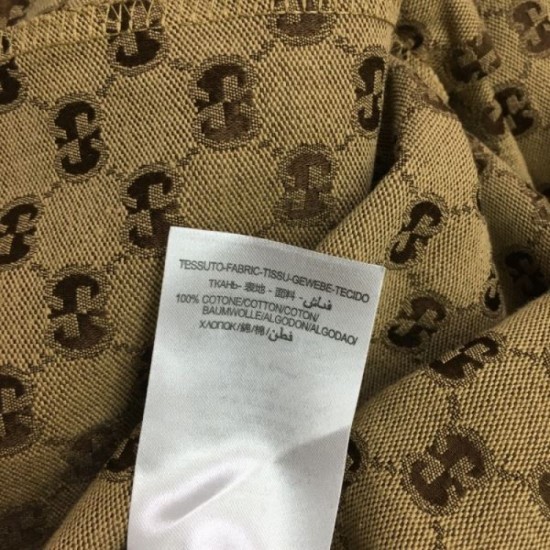 TESSUTO-FABRIC-TISSU-GEWEBE-TECIDO
ТКАНЬ- 表地 - 面料 - قماش
100% COTONE/COTTON/COTON/
BAUMWOLLE/ALGODON/ALGODAO/
ХЛОПОК/綿/棉/قطن